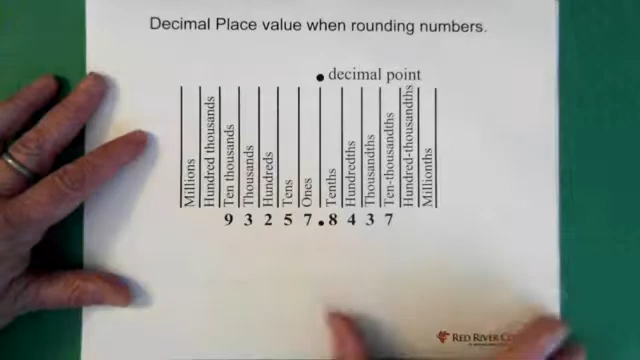 Decimal Place value when rounding numbers.
• decimal point
Millions
Hundred thousands
Ten thousands
Thousands
Hundreds
Tens
Ones
Tenths
Hundredths
Thousandths
Ten-thousandths
Hundred-thousandths
Millionths
9 3 2 5 7 . 8 4 3 7
RED RIVER